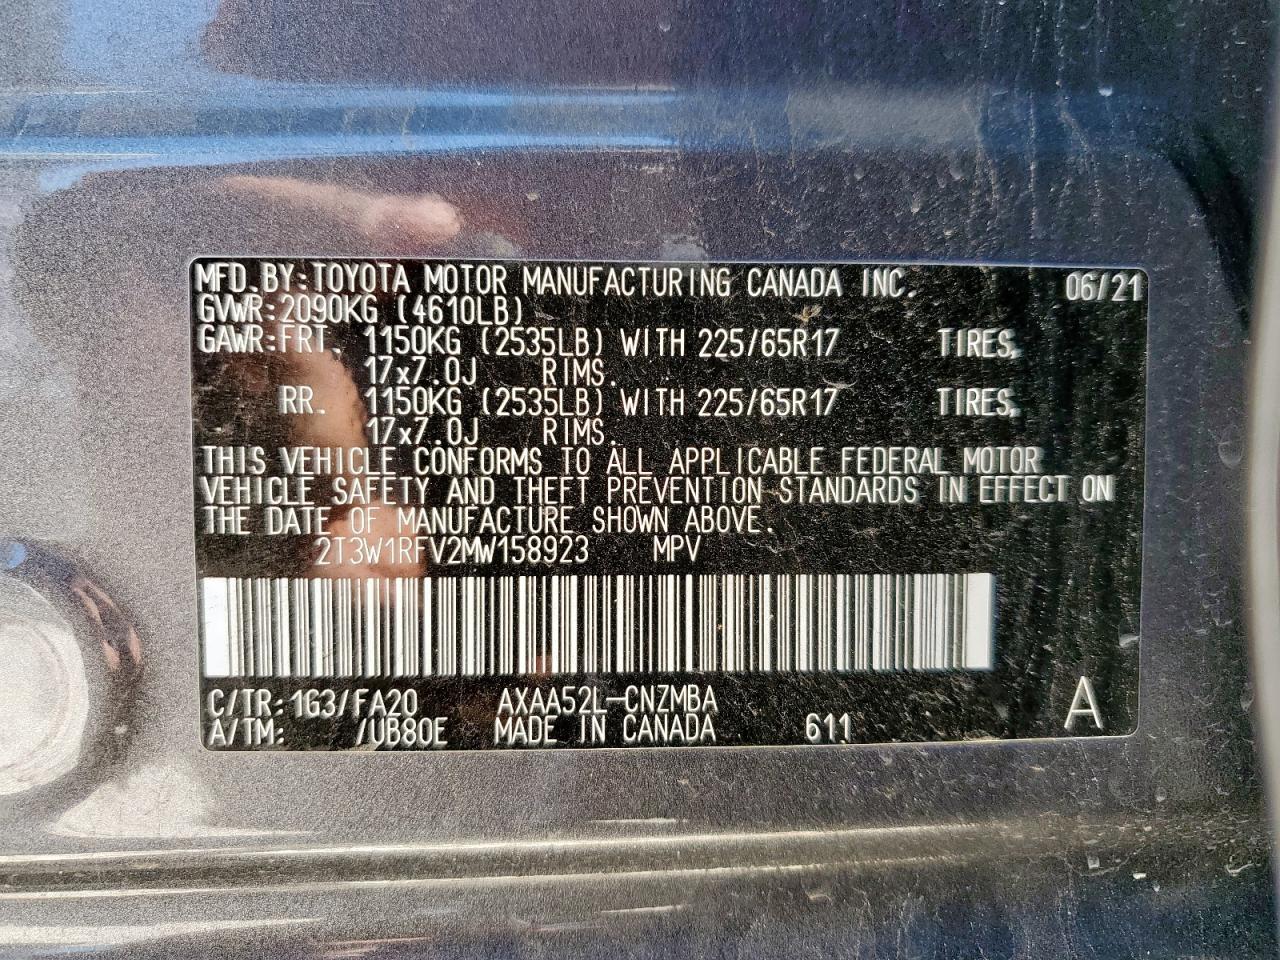 MFD.BY:TOYOTA MOTOR MANUFACTURING CANADA INC. 06/21
GVWR:2090KG (4610LB)
GAWR:FRT. 1150KG (2535LB) WITH 225/65R17 TIRES,
17x7.0J RIMS.
RR. 1150KG (2535LB) WITH 225/65R17 TIRES,
17x7.0J RIMS.
THIS VEHICLE CONFORMS TO ALL APPLICABLE FEDERAL MOTOR
VEHICLE SAFETY AND THEFT PREVENTION STANDARDS IN EFFECT ON
THE DATE OF MANUFACTURE SHOWN ABOVE.
2T3W1RFV2MW158923 MPV
C/TR:1G3/FA20 AXAA52L-CNZMBA A
A/TM: /UB80E MADE IN CANADA 611